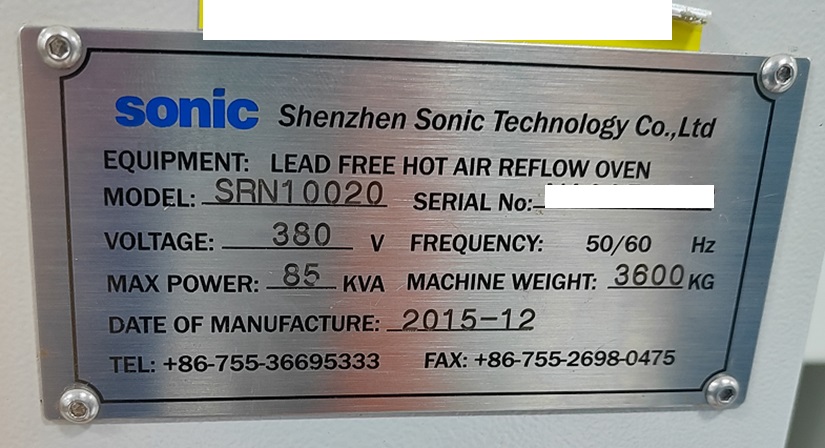 sonic Shenzhen Sonic Technology Co.,Ltd
EQUIPMENT: LEAD FREE HOT AIR REFLOW OVEN
MODEL: SRN10020 SERIAL No:
VOLTAGE: 380 V FREQUENCY: 50/60 Hz
MAX POWER: 85 KVA MACHINE WEIGHT: 3600 KG
DATE OF MANUFACTURE: 2015-12
TEL: +86-755-36695333 FAX: +86-755-2698-0475